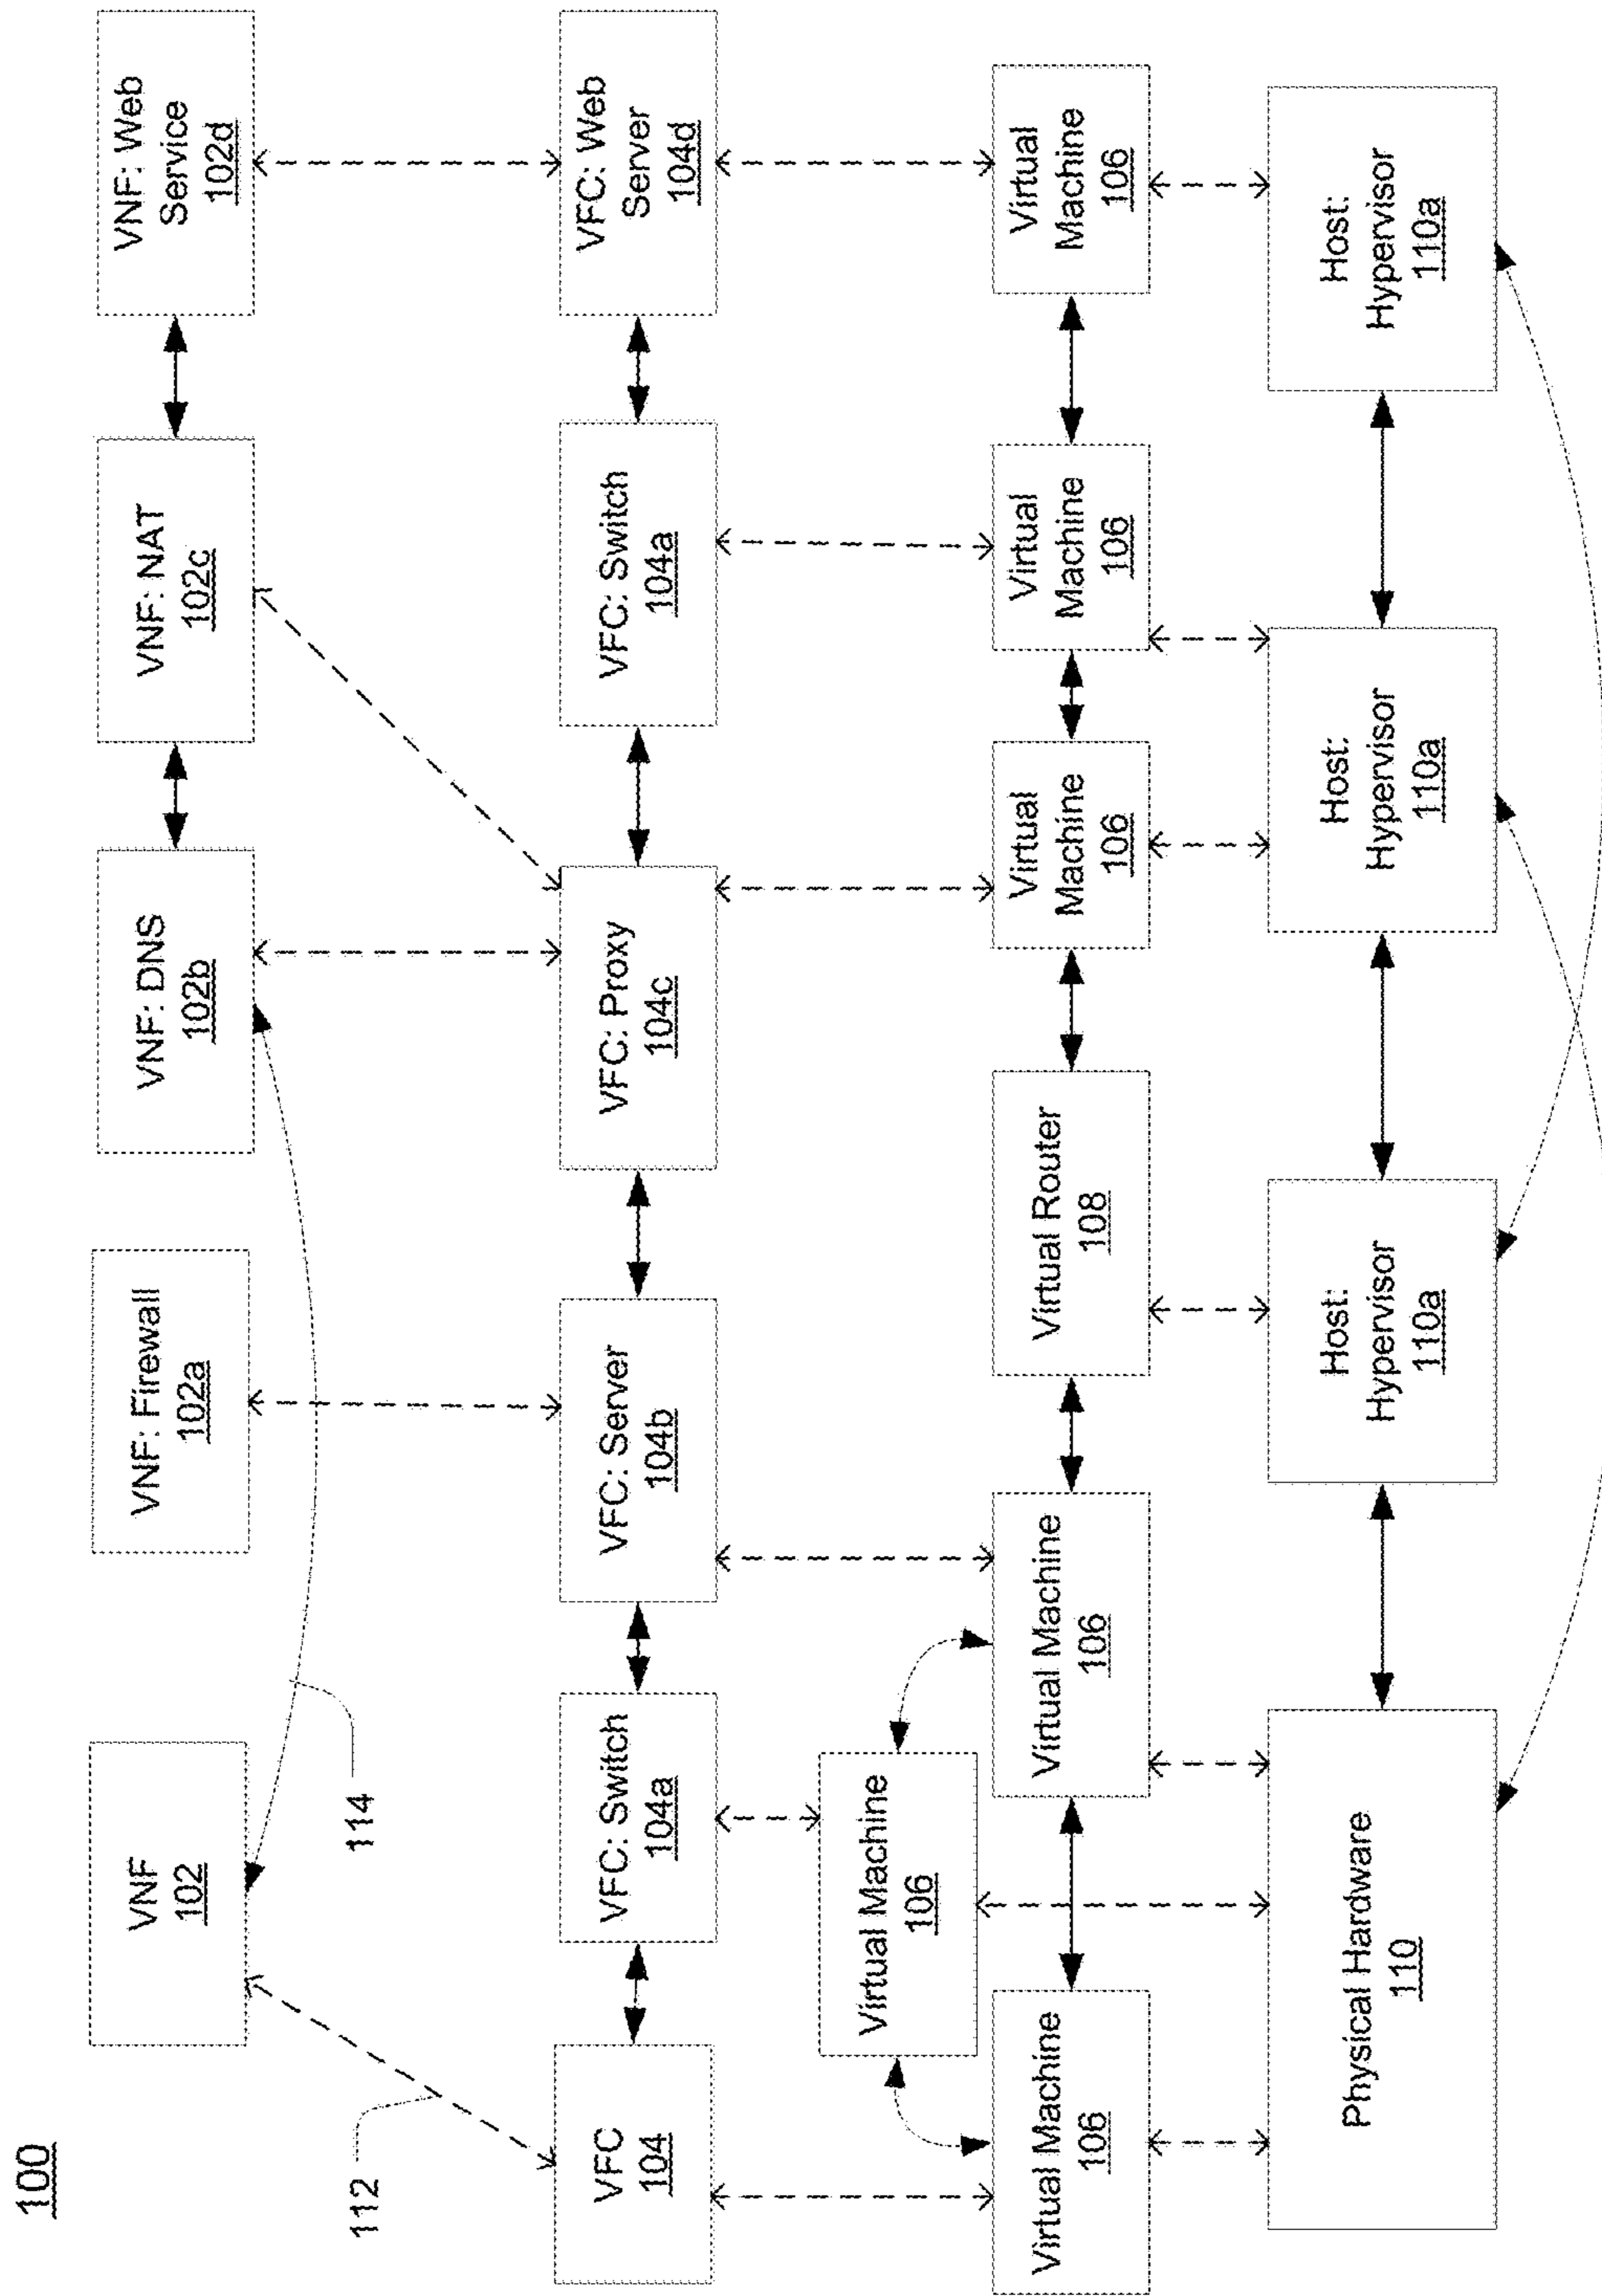 100
VNF
102
VNF: Firewall
102a
VNF: DNS
102b
VNF: NAT
102c
VNF: Web
Service
102d
112
114
VFC
104
VFC: Switch
104a
VFC: Server
104b
VFC: Proxy
104c
VFC: Switch
104a
VFC: Web
Server
104d
Virtual Machine
106
Virtual Machine
106
Virtual Machine
106
Virtual Router
108
Virtual
Machine
106
Virtual
Machine
106
Virtual
Machine
106
Physical Hardware
110
Host:
Hypervisor
110a
Host:
Hypervisor
110a
Host:
Hypervisor
110a